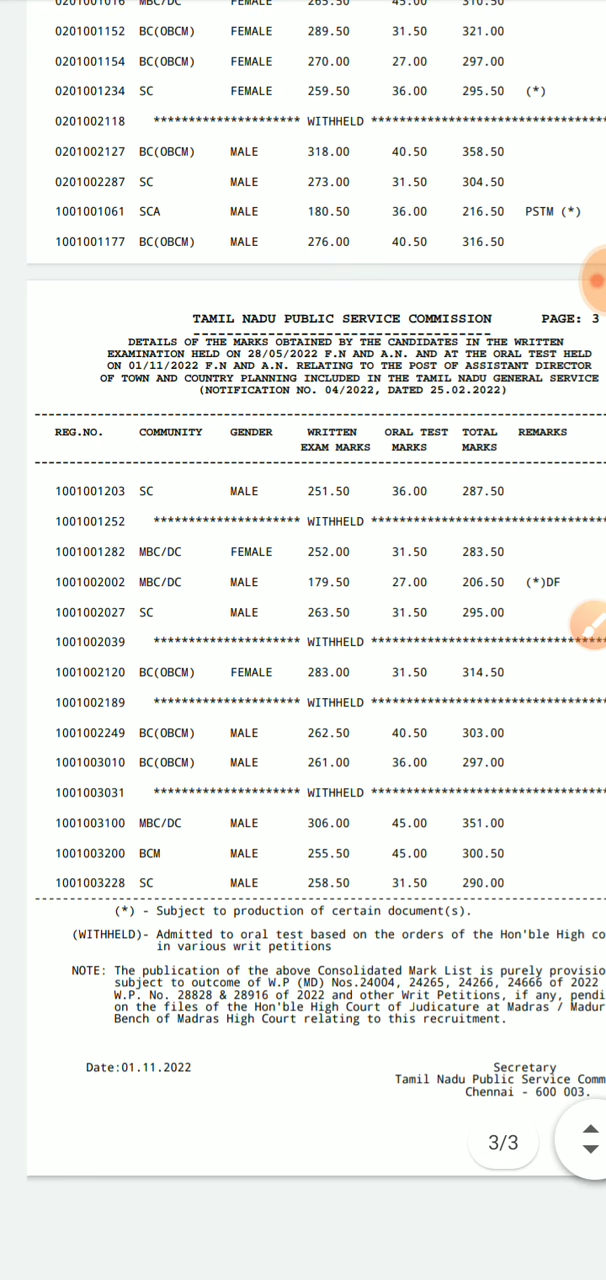 0201001016 MBC/DC FEMALE 265.50 45.00 310.50
0201001152 BC(OBCM) FEMALE 289.50 31.50 321.00
0201001154 BC(OBCM) FEMALE 270.00 27.00 297.00
0201001234 SC FEMALE 259.50 36.00 295.50 (*)
0201002118 ********************* WITHHELD **********************************
0201002127 BC(OBCM) MALE 318.00 40.50 358.50
0201002287 SC MALE 273.00 31.50 304.50
1001001061 SCA MALE 180.50 36.00 216.50 PSTM (*)
1001001177 BC(OBCM) MALE 276.00 40.50 316.50
TAMIL NADU PUBLIC SERVICE COMMISSION PAGE: 3
DETAILS OF THE MARKS OBTAINED BY THE CANDIDATES IN THE WRITTEN
EXAMINATION HELD ON 28/05/2022 F.N AND A.N. AND AT THE ORAL TEST HELD
ON 01/11/2022 F.N AND A.N. RELATING TO THE POST OF ASSISTANT DIRECTOR
OF TOWN AND COUNTRY PLANNING INCLUDED IN THE TAMIL NADU GENERAL SERVICE
(NOTIFICATION NO. 04/2022, DATED 25.02.2022)
REG.NO. COMMUNITY GENDER WRITTEN ORAL TEST TOTAL REMARKS
EXAM MARKS MARKS MARKS
1001001203 SC MALE 251.50 36.00 287.50
1001001252 ********************* WITHHELD **********************************
1001001282 MBC/DC FEMALE 252.00 31.50 283.50
1001002002 MBC/DC MALE 179.50 27.00 206.50 (*)DF
1001002027 SC MALE 263.50 31.50 295.00
1001002039 ********************* WITHHELD **********************************
1001002120 BC(OBCM) FEMALE 283.00 31.50 314.50
1001002189 ********************* WITHHELD **********************************
1001002249 BC(OBCM) MALE 262.50 40.50 303.00
1001003010 BC(OBCM) MALE 261.00 36.00 297.00
1001003031 ********************* WITHHELD **********************************
1001003100 MBC/DC MALE 306.00 45.00 351.00
1001003200 BCM MALE 255.50 45.00 300.50
1001003228 SC MALE 258.50 31.50 290.00
(*) - Subject to production of certain document(s).
(WITHHELD)- Admitted to oral test based on the orders of the Hon'ble High co
in various writ petitions
NOTE: The publication of the above Consolidated Mark List is purely provisio
subject to outcome of W.P (MD) Nos.24004, 24265, 24266, 24666 of 2022
W.P. No. 28828 & 28916 of 2022 and other Writ Petitions, if any, pendi
on the files of the Hon'ble High Court of Judicature at Madras / Madur
Bench of Madras High Court relating to this recruitment.
Date:01.11.2022 Secretary
Tamil Nadu Public Service Comm
Chennai - 600 003.
3/3